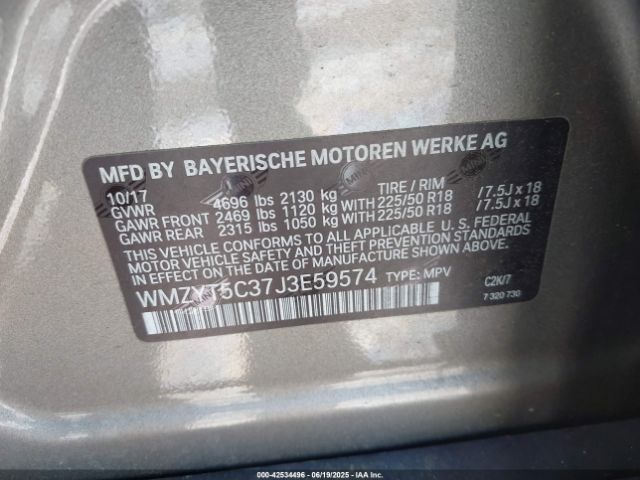 MFD BY BAYERISCHE MOTOREN WERKE AG
10/17 TIRE / RIM
GVWR 4696 lbs 2130 kg
GAWR FRONT 2469 lbs 1120 kg WITH 225/50 R18 /7.5J x 18
GAWR REAR 2315 lbs 1050 kg WITH 225/50 R18 /7.5J x 18
THIS VEHICLE CONFORMS TO ALL APPLICABLE U. S. FEDERAL
MOTOR VEHICLE SAFETY, BUMPER, AND THEFT PREVENTION STANDARDS
IN EFFECT ON THE DATE OF MANUFACTURE SHOWN ABOVE.
WMZYT5C37J3E59574 TYPE: MPV
C2K/7
7 320 730
© COPYRIGHT - 42534496 - 06/19/2025 - IAA Inc.